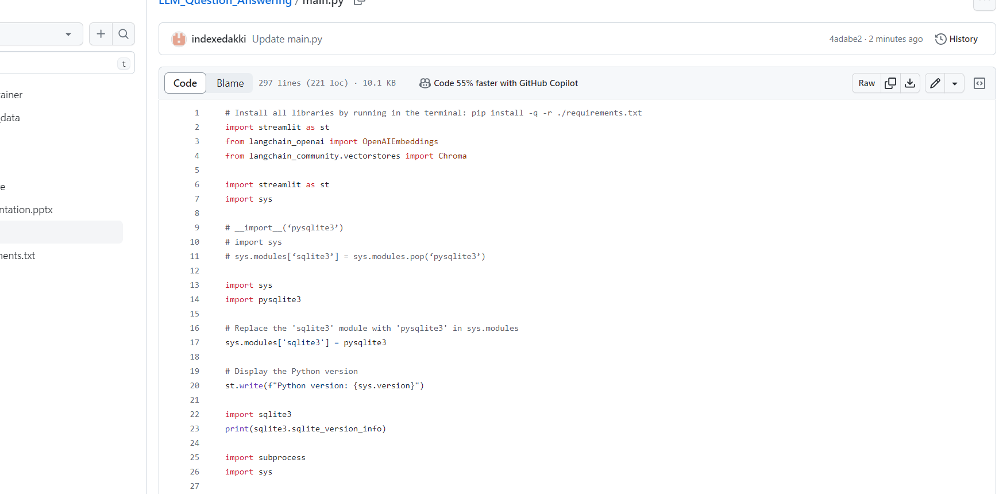 LLM_Question_Answering / main.py
t
ainer
_data
e
ntation.pptx
nents.txt
indexedakki Update main.py
4adabe2 · 2 minutes ago
History
Code Blame 297 lines (221 loc) · 10.1 KB
Code 55% faster with GitHub Copilot
Raw
1 # Install all libraries by running in the terminal: pip install -q -r ./requirements.txt
2 import streamlit as st
3 from langchain_openai import OpenAIEmbeddings
4 from langchain_community.vectorstores import Chroma
5
6 import streamlit as st
7 import sys
8
9 # __import__(‘pysqlite3’)
10 # import sys
11 # sys.modules[‘sqlite3’] = sys.modules.pop(‘pysqlite3’)
12
13 import sys
14 import pysqlite3
15
16 # Replace the 'sqlite3' module with 'pysqlite3' in sys.modules
17 sys.modules['sqlite3'] = pysqlite3
18
19 # Display the Python version
20 st.write(f"Python version: {sys.version}")
21
22 import sqlite3
23 print(sqlite3.sqlite_version_info)
24
25 import subprocess
26 import sys
27